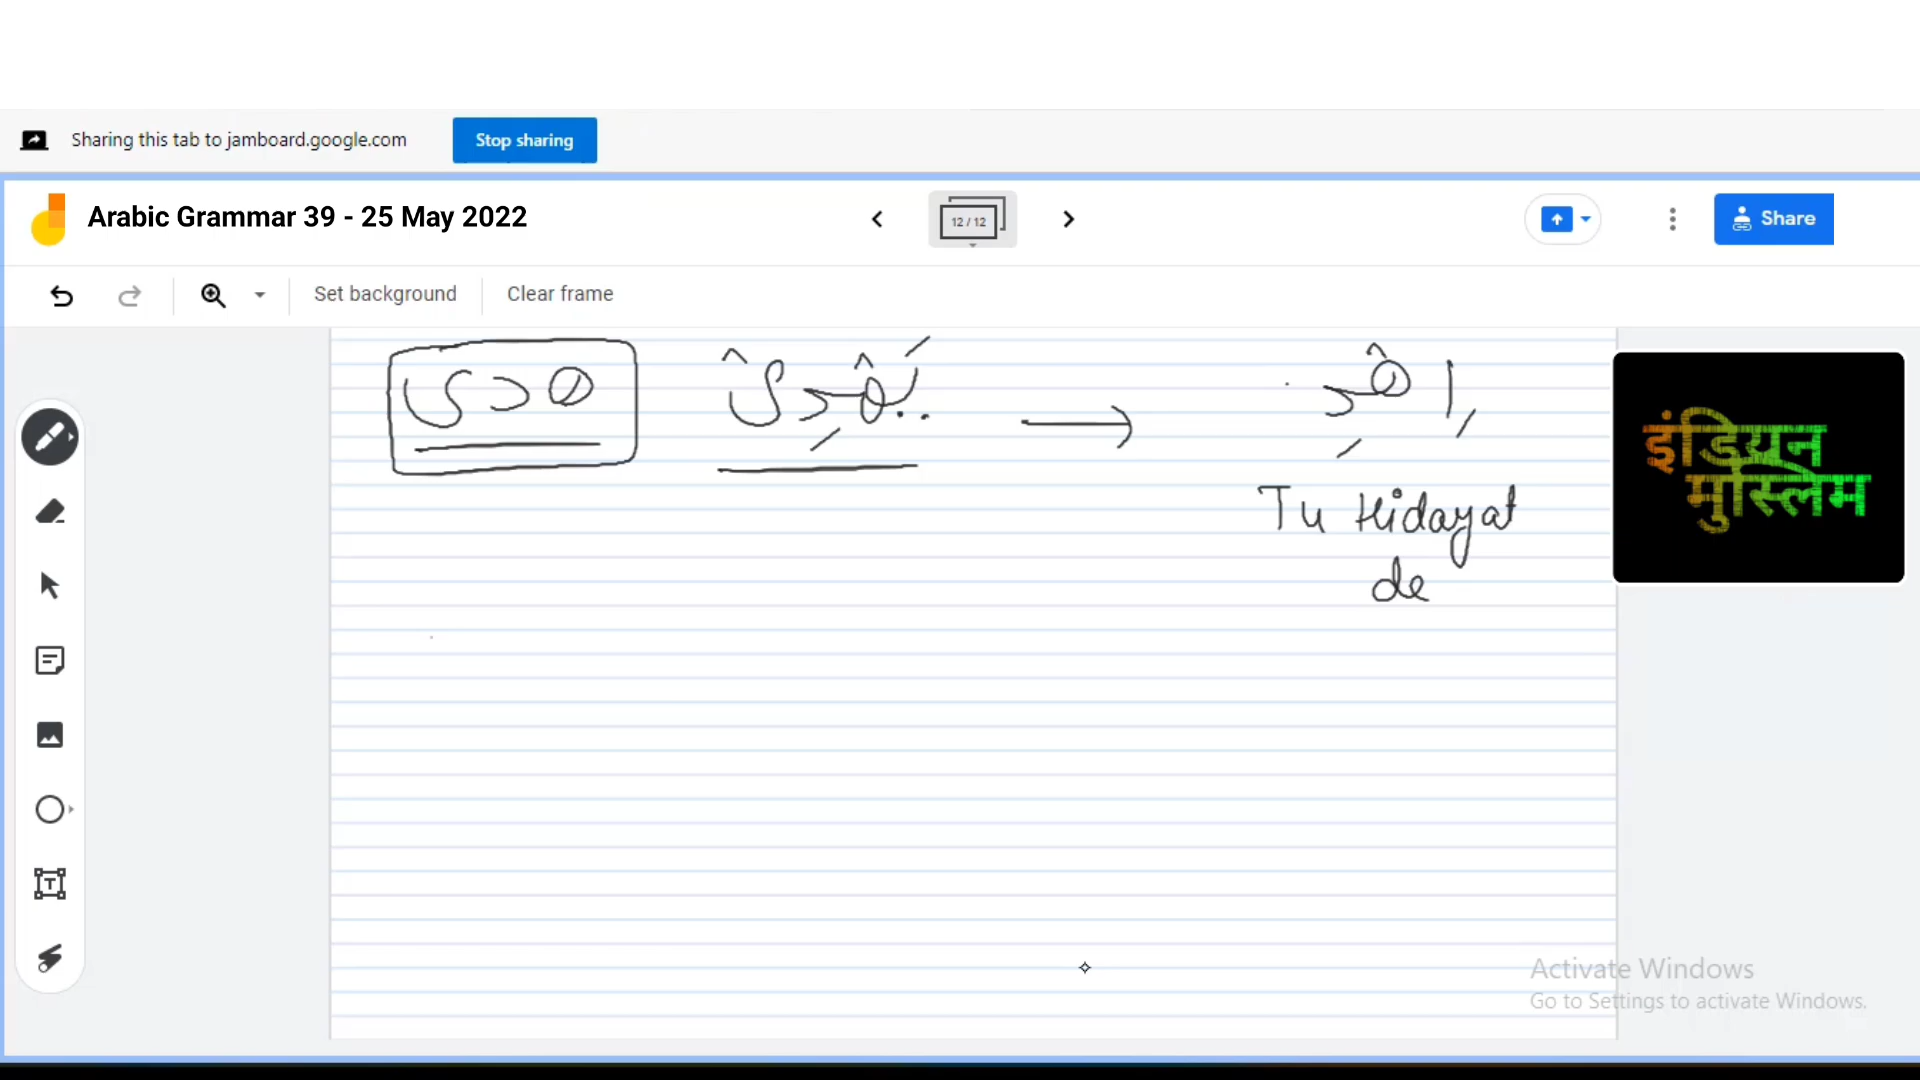 Sharing this tab to jamboard.google.com Stop sharing
Arabic Grammar 39 - 25 May 2022
12 / 12
Share
Set background Clear frame
ه د ى
يَهْدِىْ → اِهْدِ
Tu Hidayat
de
इंडियन
मुस्लिम
Activate Windows
Go to Settings to activate Windows.